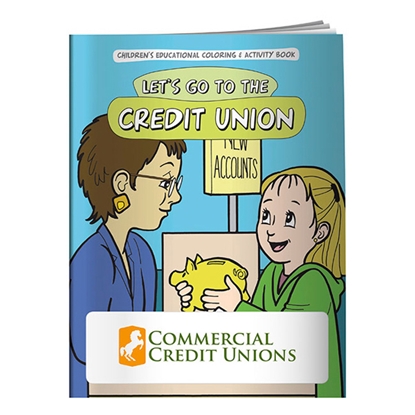 CHILDREN'S EDUCATIONAL COLORING & ACTIVITY BOOK
LET'S GO TO THE
CREDIT UNION
NEW
ACCOUNTS
COMMERCIAL
CREDIT UNIONS